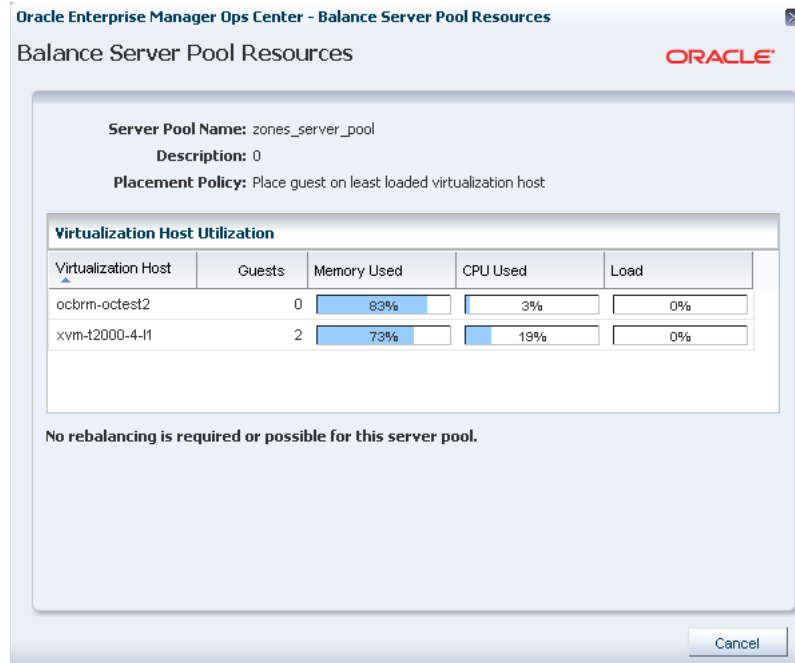 Oracle Enterprise Manager Ops Center - Balance Server Pool Resources
Balance Server Pool Resources
ORACLE
Server Pool Name: zones_server_pool
Description: 0
Placement Policy: Place guest on least loaded virtualization host
Virtualization Host Utilization
Virtualization Host Guests Memory Used CPU Used Load
ocbrm-octest2 0 83% 3% 0%
xvm-t2000-4-l1 2 73% 19% 0%
No rebalancing is required or possible for this server pool.
Cancel